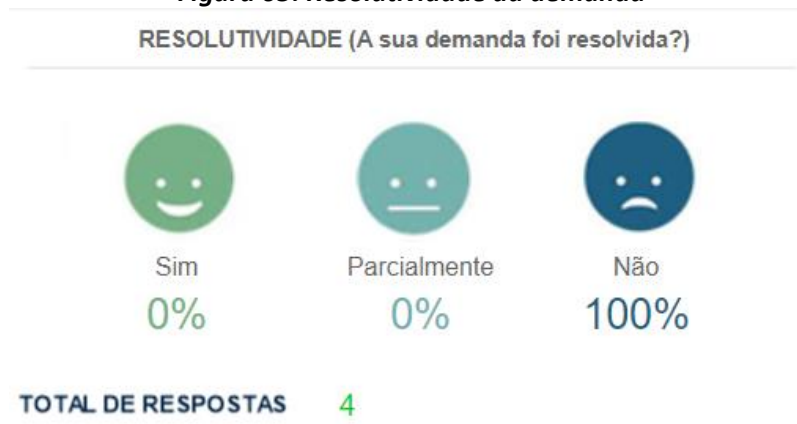 RESOLUTIVIDADE (A sua demanda foi resolvida?)
Sim Parcialmente Não
0% 0% 100%
TOTAL DE RESPOSTAS 4